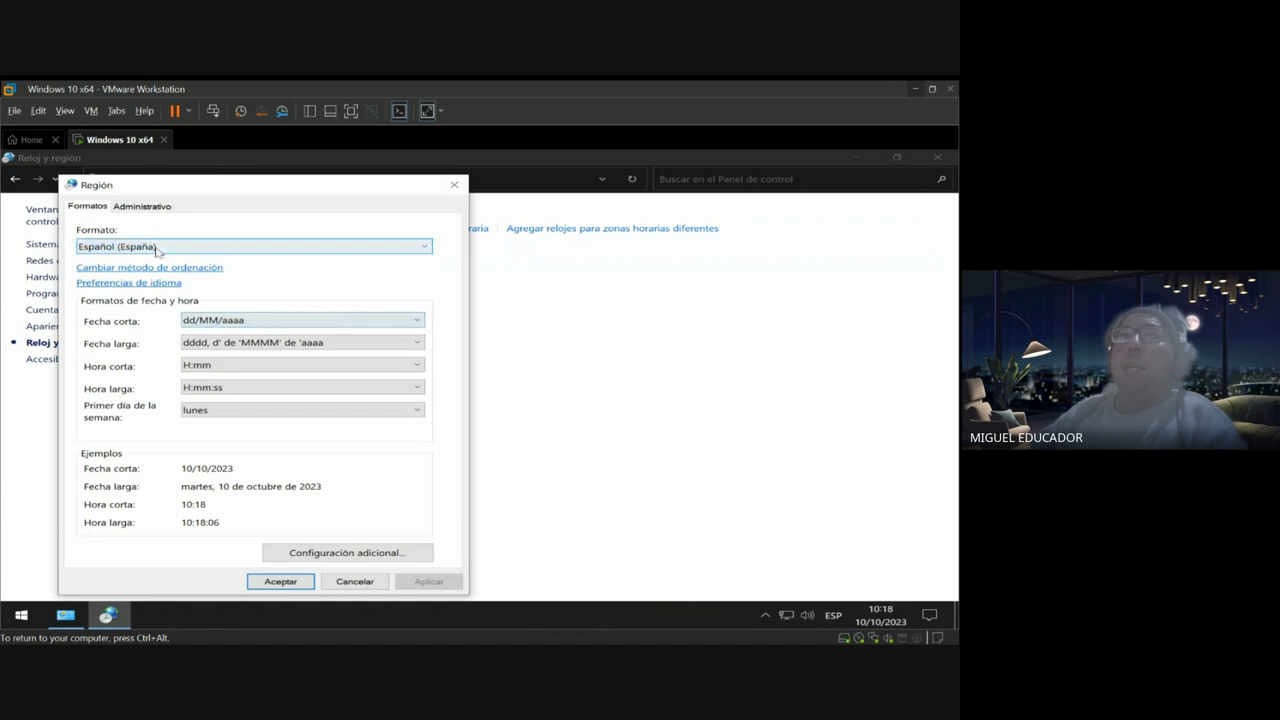 Windows 10 x64 - VMware Workstation
File Edit View VM Tabs Help
Home Windows 10 x64
Reloj y región
Buscar en el Panel de control
Región
Formatos Administrativo
Ventan
control
Sistema
Redes
Hardwa
Progra
Cuenta
Aparie
Reloj y
Accesib
raria Agregar relojes para zonas horarias diferentes
Formato:
Español (España)
Cambiar método de ordenación
Preferencias de idioma
Formatos de fecha y hora
Fecha corta: dd/MM/aaaa
Fecha larga: dddd, d' de 'MMMM' de 'aaaa
Hora corta: H:mm
Hora larga: H:mm:ss
Primer día de la
semana: lunes
Ejemplos
Fecha corta: 10/10/2023
Fecha larga: martes, 10 de octubre de 2023
Hora corta: 10:18
Hora larga: 10:18:06
Configuración adicional...
Aceptar Cancelar Aplicar
ESP 10:18
10/10/2023
To return to your computer, press Ctrl+Alt.
MIGUEL EDUCADOR